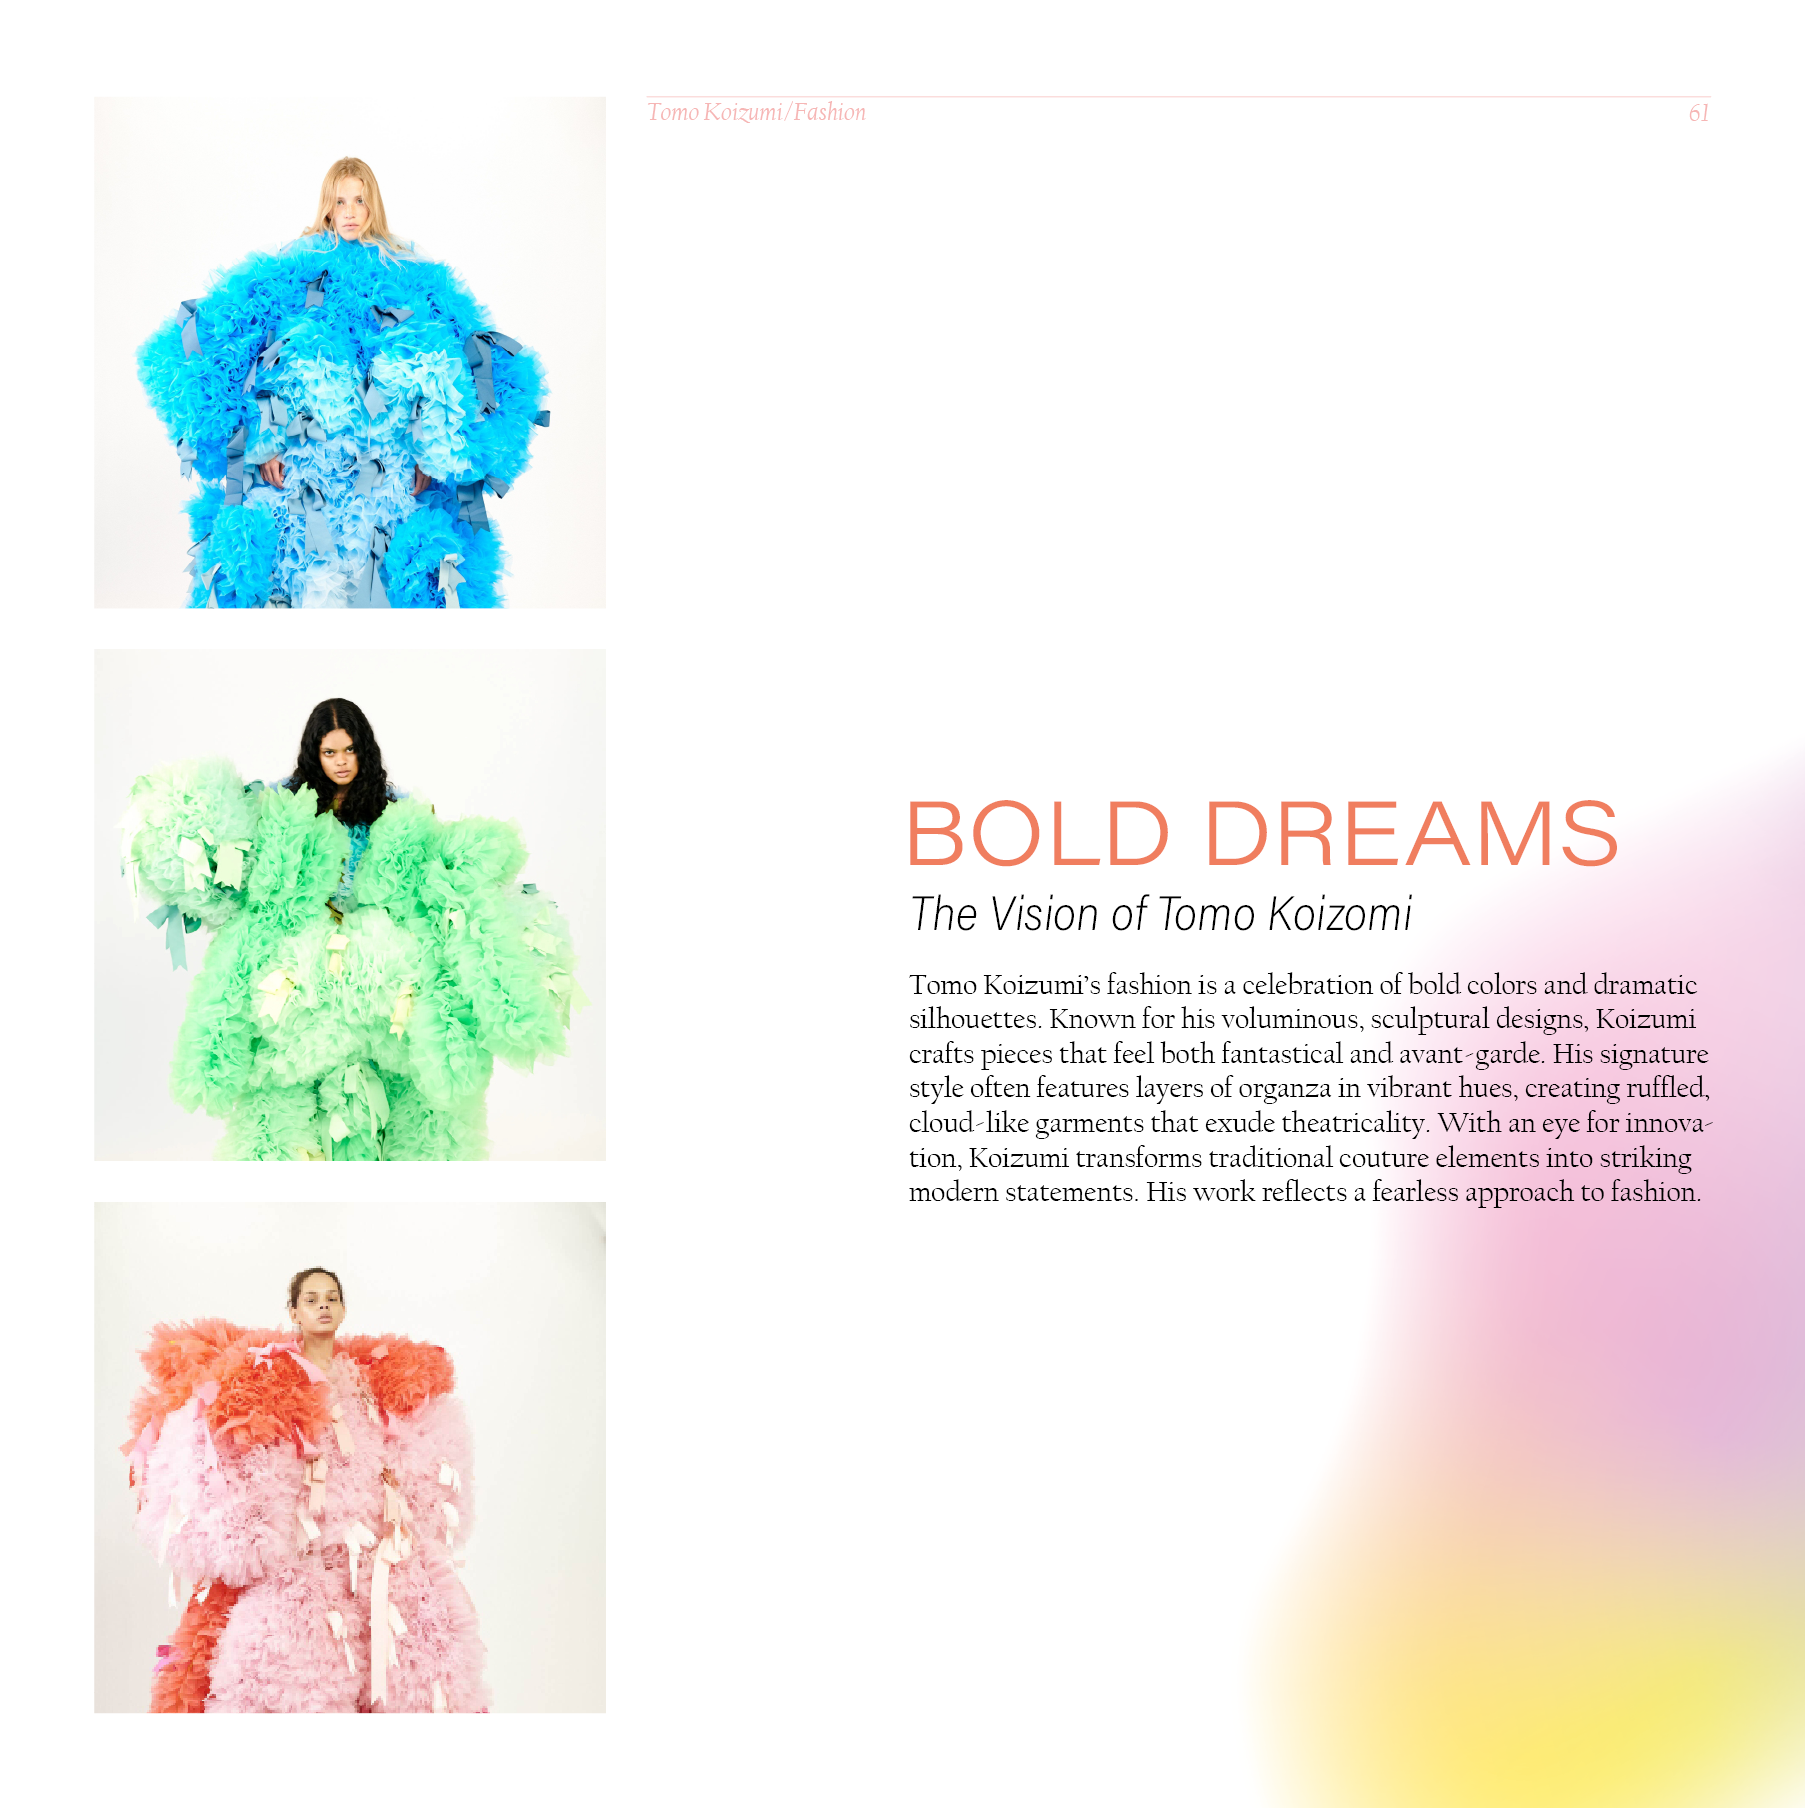 Tomo Koizumi/Fashion
61
BOLD DREAMS
The Vision of Tomo Koizomi
Tomo Koizumi’s fashion is a celebration of bold colors and dramatic
silhouettes. Known for his voluminous, sculptural designs, Koizumi
crafts pieces that feel both fantastical and avant-garde. His signature
style often features layers of organza in vibrant hues, creating ruffled,
cloud-like garments that exude theatricality. With an eye for innova-
tion, Koizumi transforms traditional couture elements into striking
modern statements. His work reflects a fearless approach to fashion.